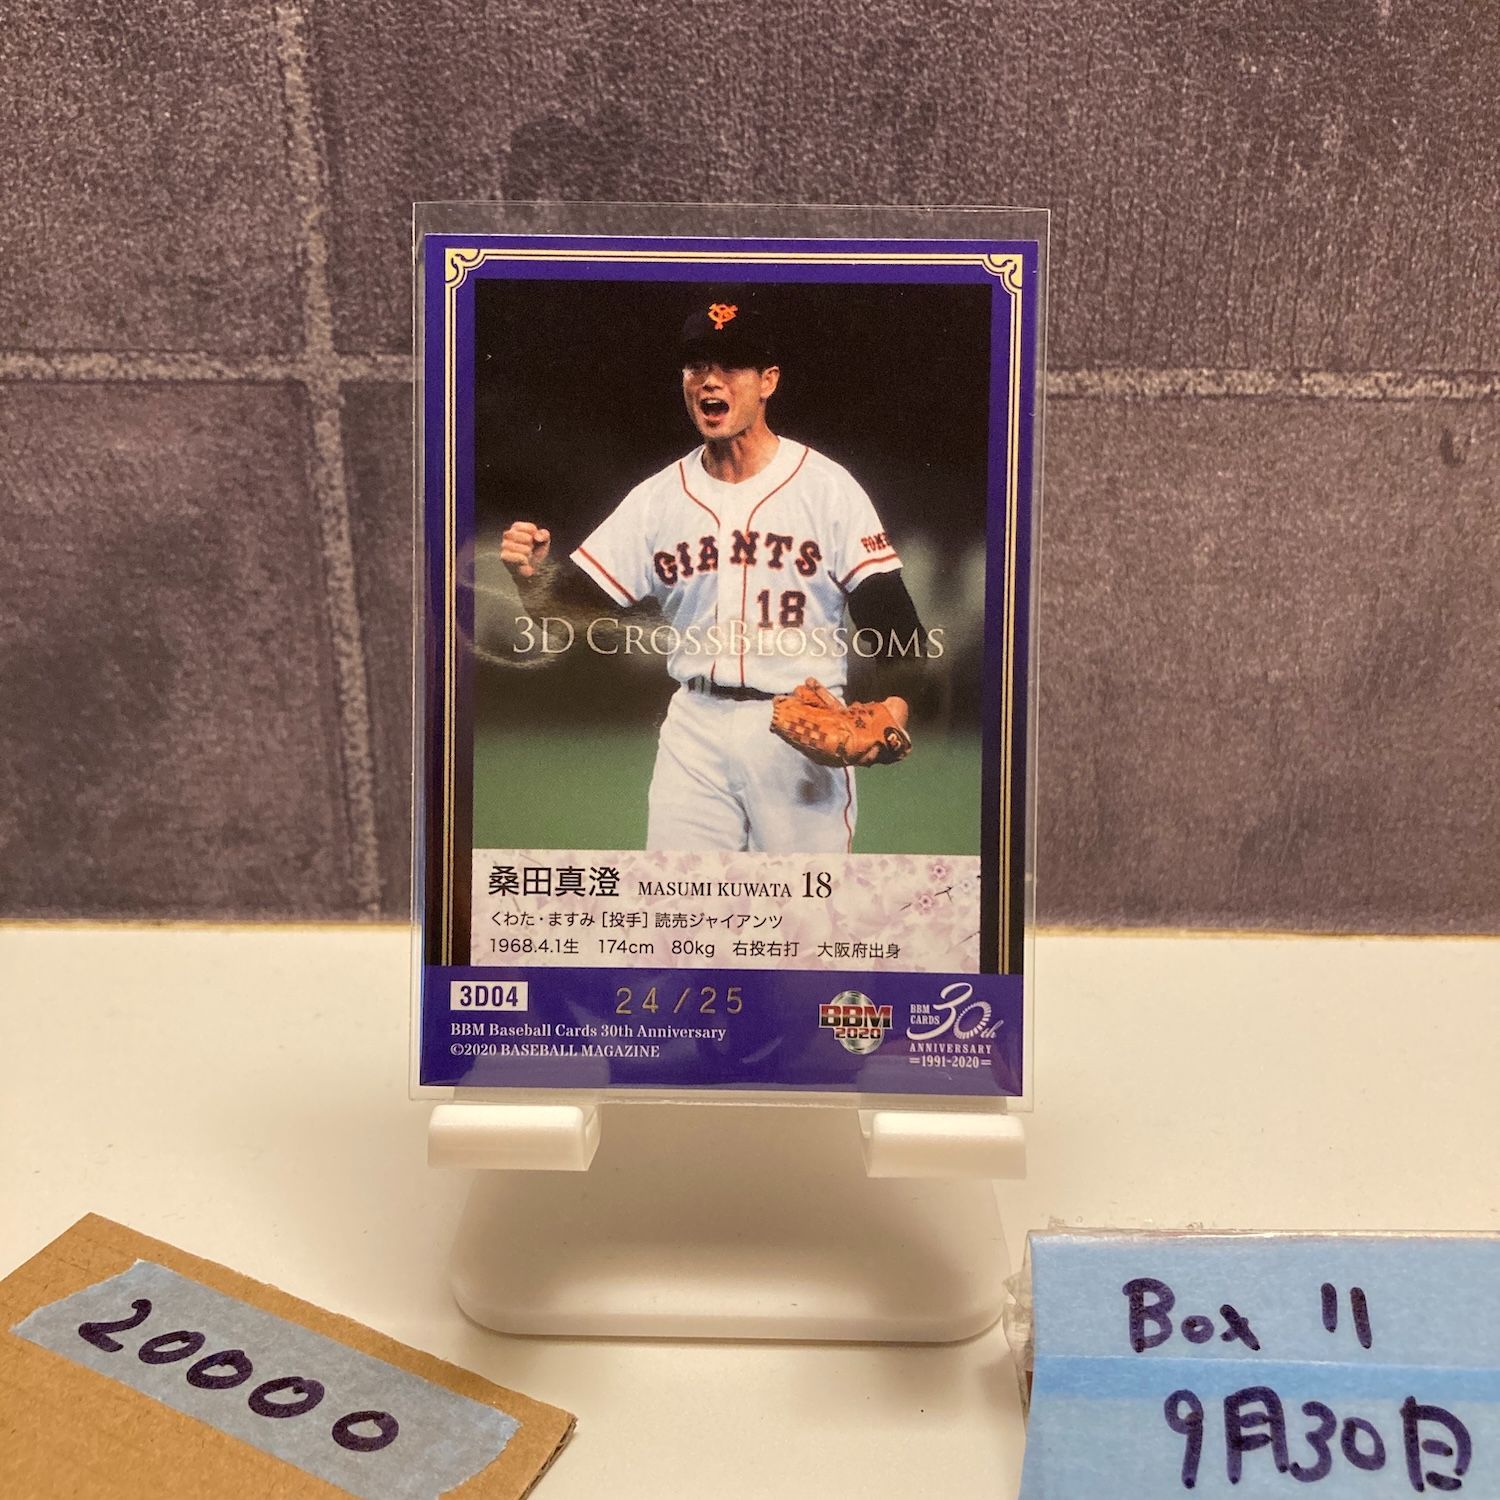 GIANTS
18
3D CROSSBLOSSOMS
桑田真澄 MASUMI KUWATA 18
くわた・ますみ [投手] 読売ジャイアンツ
1968.4.1生 174cm 80kg 右投右打 大阪府出身
3D04 24/25
BBM Baseball Cards 30th Anniversary
©2020 BASEBALL MAGAZINE
BBM
2020
BBM CARDS 30th
ANNIVERSARY
1991-2020
20000
Box 11
9月30日